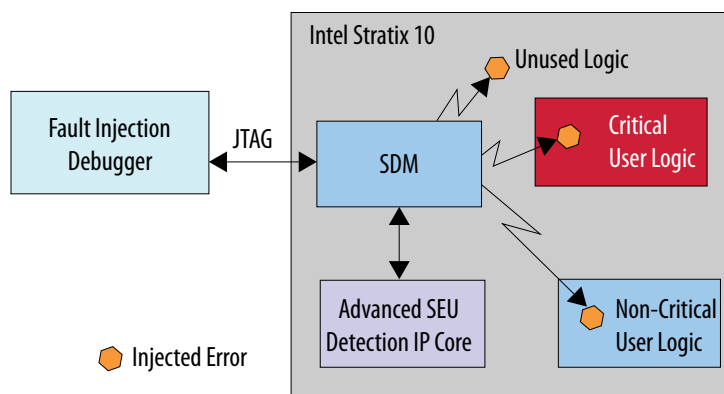 Intel Stratix 10
Unused Logic
Fault Injection
Debugger
JTAG
SDM
Critical
User Logic
Advanced SEU
Detection IP Core
Non-Critical
User Logic
Injected Error